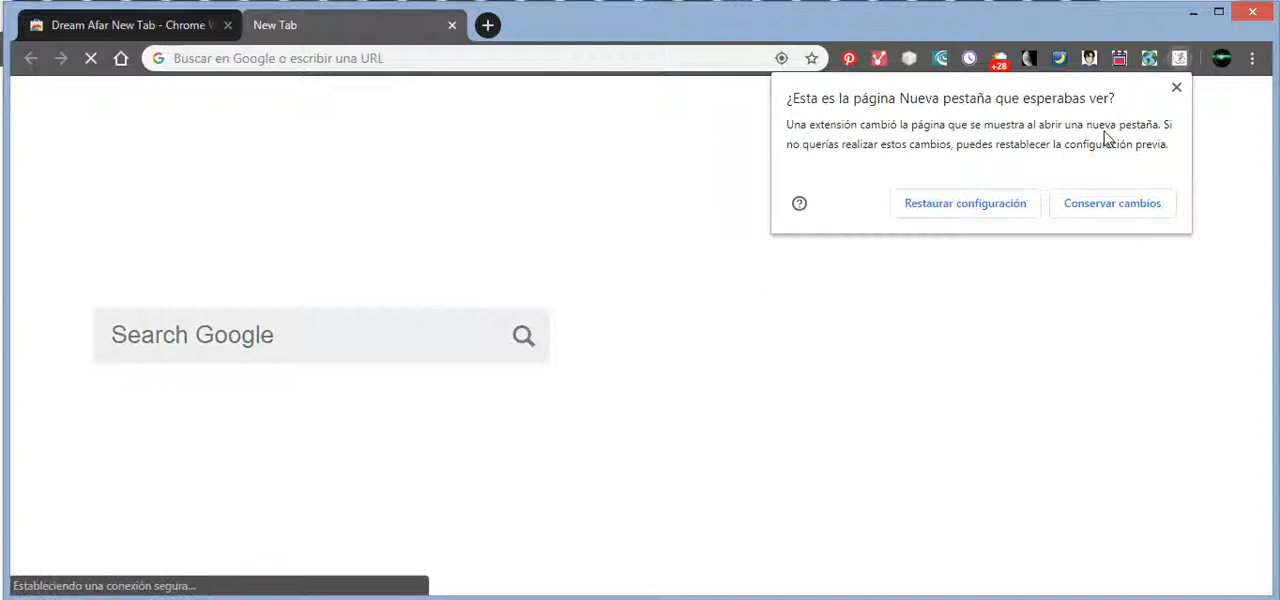 Dream Afar New Tab - Chrome
New Tab
Buscar en Google o escribir una URL
+28
¿Esta es la página Nueva pestaña que esperabas ver?
Una extensión cambió la página que se muestra al abrir una nueva pestaña. Si
no querías realizar estos cambios, puedes restablecer la configuración previa.
Restaurar configuración
Conservar cambios
Search Google
Estableciendo una conexión segura...